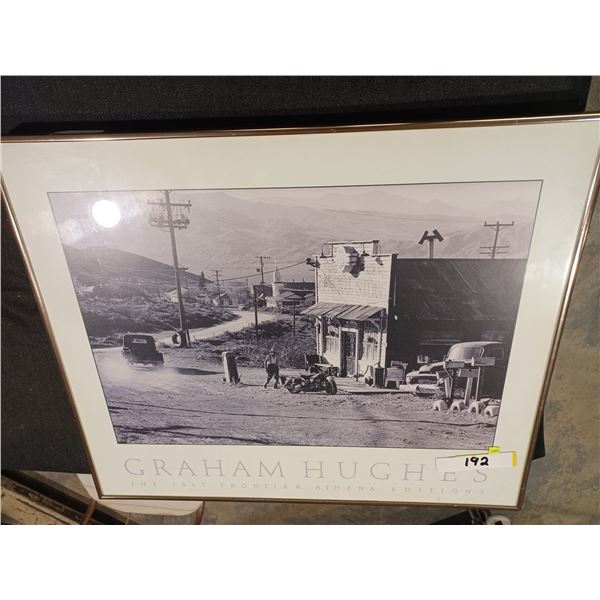 GRAHAM HUGHES
192
THE LAST FRONTIER ATHENA EDITIONS